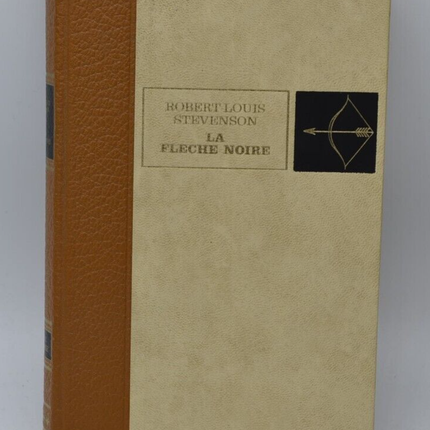 ROBERT LOUIS
STEVENSON
LA
FLECHE NOIRE